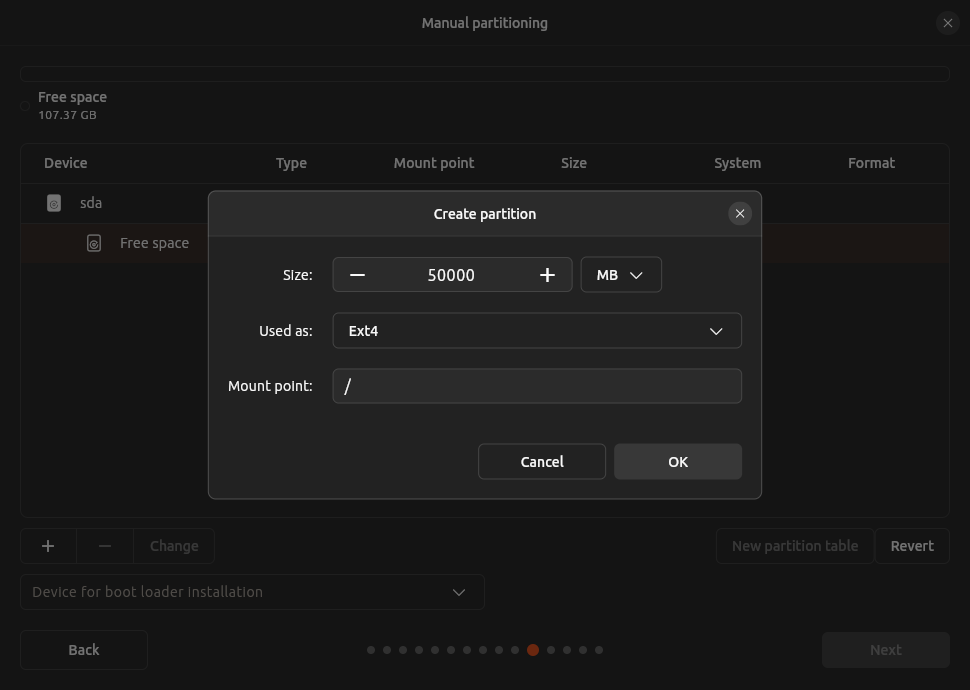 Manual partitioning
Free space
107.37 GB
Device Type Mount point Size System Format
sda
Free space
Create partition
Size: 50000 MB
Used as: Ext4
Mount point: /
Cancel OK
Change New partition table Revert
Device for boot loader installation
Back Next